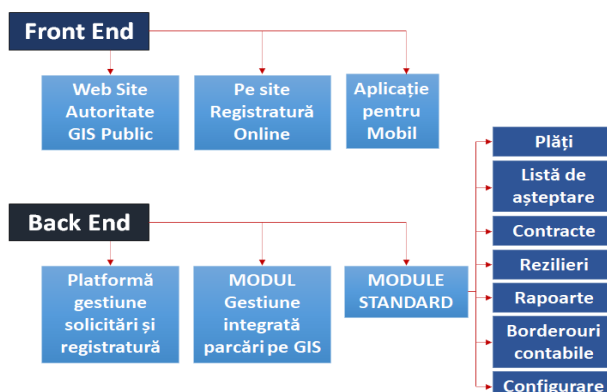 Front End
Web Site
Autoritate
GIS Public
Pe site
Registratură
Online
Aplicație
pentru
Mobil
Back End
Platformă
gestiune
solicitări și
registratură
MODUL
Gestiune
integrată
parcări pe GIS
MODULE
STANDARD
Plăți
Listă de
așteptare
Contracte
Rezilieri
Rapoarte
Borderouri
contabile
Configurare